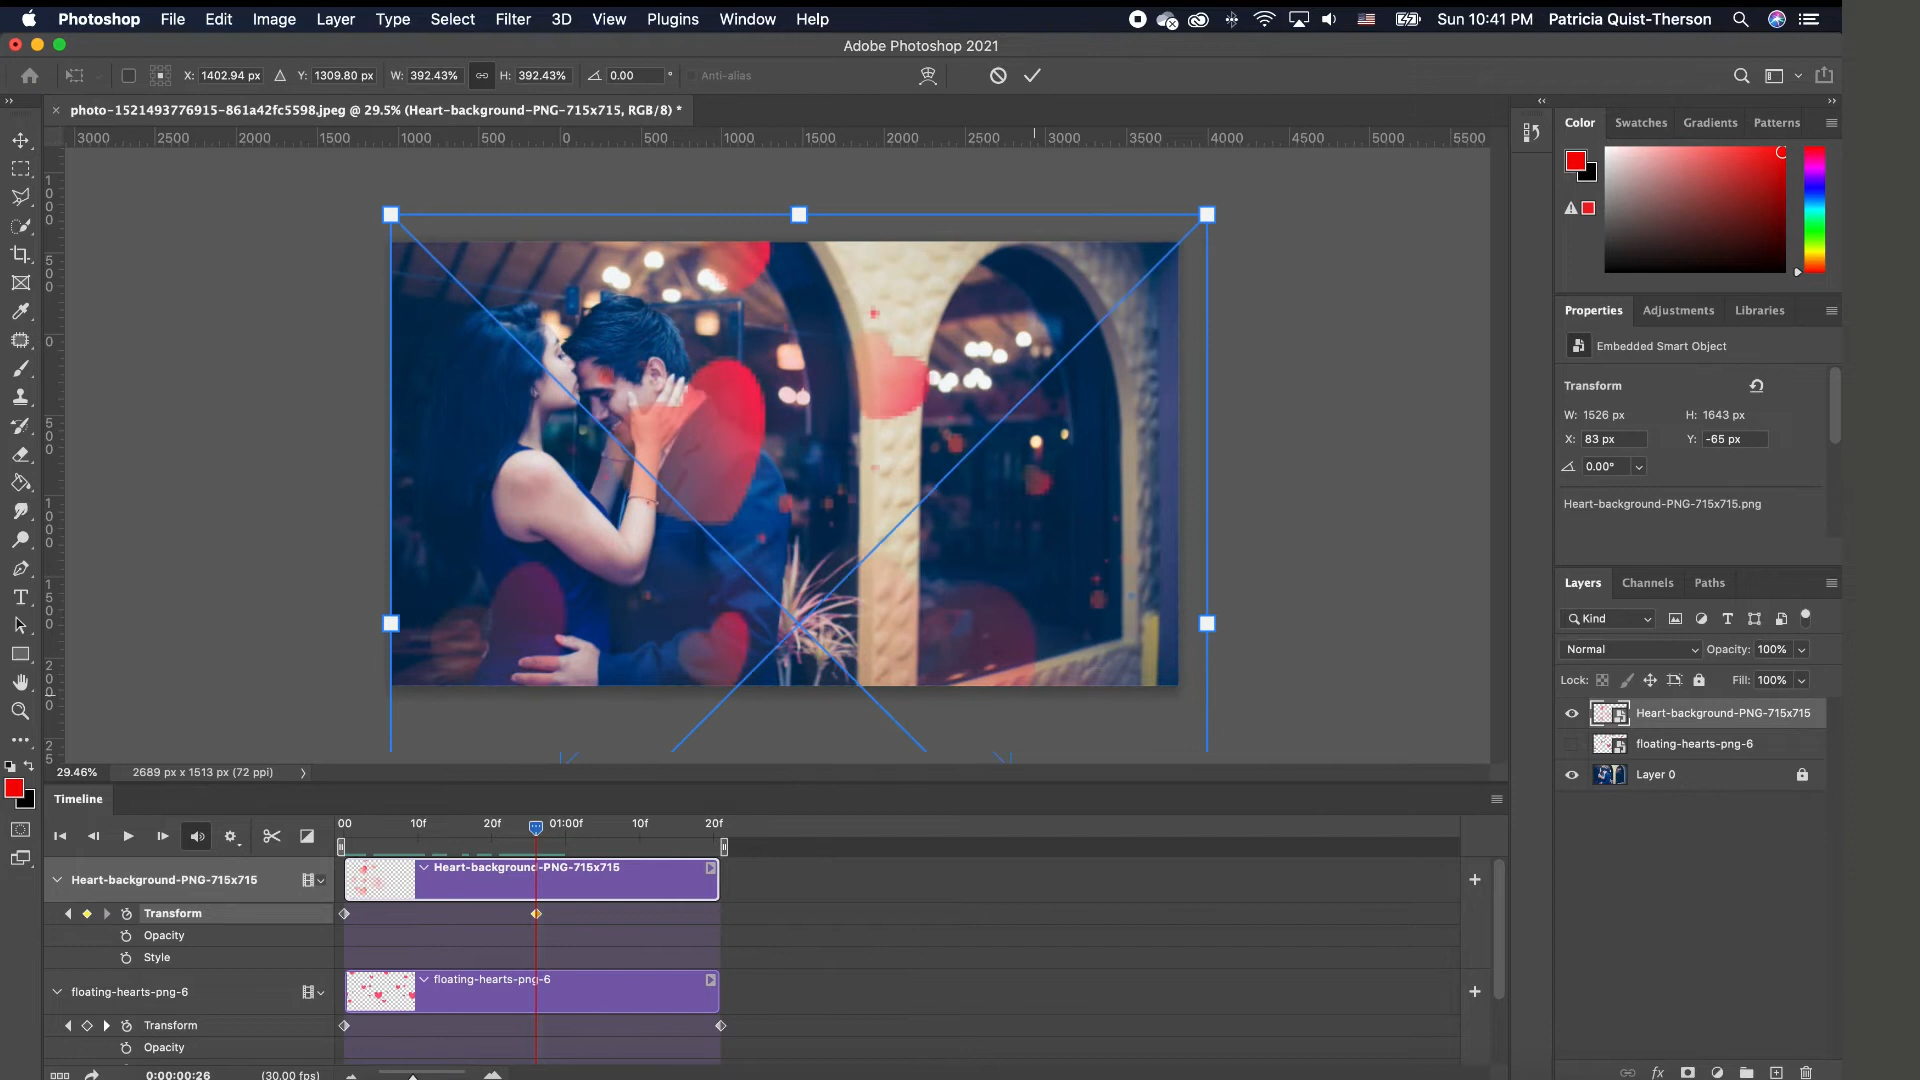 Photoshop File Edit Image Layer Type Select Filter 3D View Plugins Window Help Sun 10:41 PM Patricia Quist-Therson
Adobe Photoshop 2021
X: 1402.94 px Y: 1309.80 px W: 392.43% H: 392.43% 0.00 ° Anti-alias
photo-1521493776915-861a42fc5598.jpeg @ 29.5% (Heart-background-PNG-715x715, RGB/8) *
3000 2500 2000 1500 1000 500 0 500 1000 1500 2000 2500 3000 3500 4000 4500 5000 5500
1000
500
0
500
1000
1500
2000
25
Color Swatches Gradients Patterns
Properties Adjustments Libraries
Embedded Smart Object
Transform
W: 1526 px H: 1643 px
X: 83 px Y: -65 px
0.00°
Heart-background-PNG-715x715.png
Layers Channels Paths
Kind
Normal Opacity: 100%
Lock: Fill: 100%
Heart-background-PNG-715x715
floating-hearts-png-6
Layer 0
29.46% 2689 px x 1513 px (72 ppi)
Timeline
00 10f 20f 01:00f 10f 20f
Heart-background-PNG-715x715
Heart-background-PNG-715x715
Transform
Opacity
Style
floating-hearts-png-6
floating-hearts-png-6
Transform
Opacity
0:00:00:26 (30.00 fps)